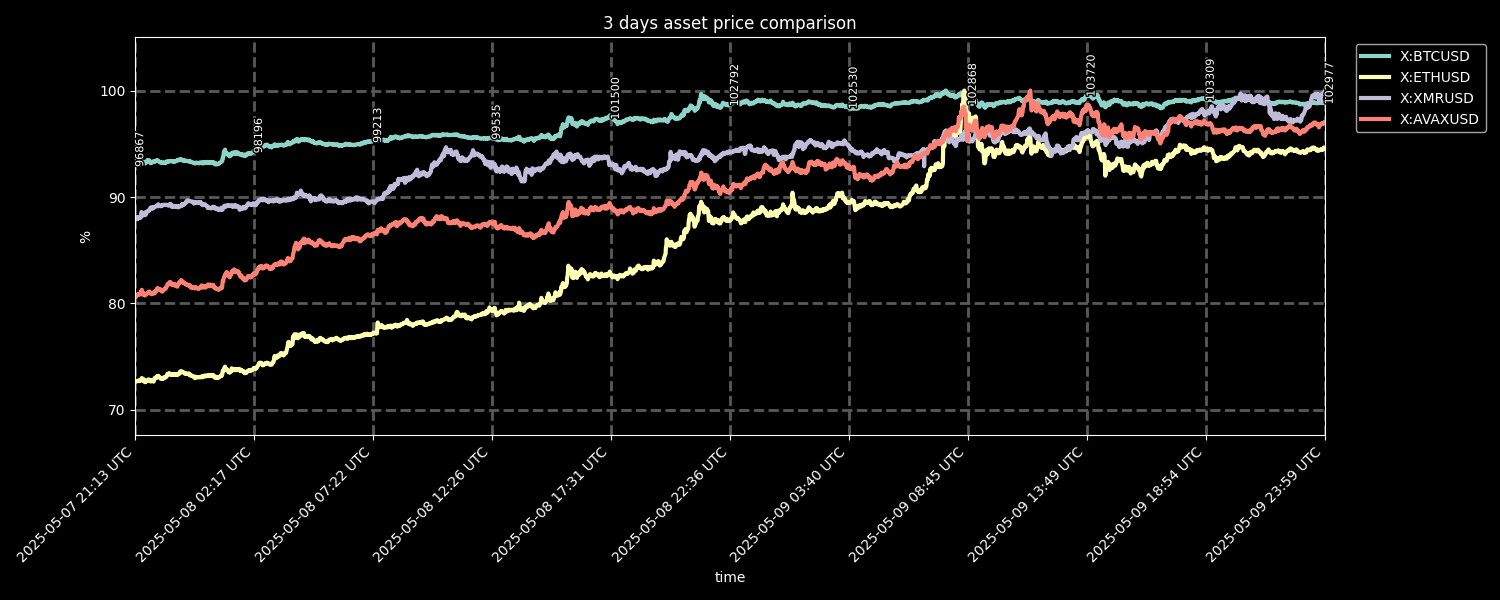 3 days asset price comparison
X:BTCUSD
X:ETHUSD
X:XMRUSD
X:AVAXUSD
100
90
80
70
%
96867
98196
99213
99535
101500
102792
102530
102868
103720
103309
102977
2025-05-07 21:13 UTC
2025-05-08 02:17 UTC
2025-05-08 07:22 UTC
2025-05-08 12:26 UTC
2025-05-08 17:31 UTC
2025-05-08 22:36 UTC
2025-05-09 03:40 UTC
2025-05-09 08:45 UTC
2025-05-09 13:49 UTC
2025-05-09 18:54 UTC
2025-05-09 23:59 UTC
time